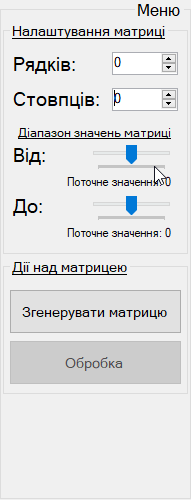 Меню
Налаштування матриці
Рядків: 0
Стовпців: 0
Діапазон значень матриці
Від:
Поточне значення: 0
До:
Поточне значення: 0
Дії над матрицею
Згенерувати матрицю
Обробка